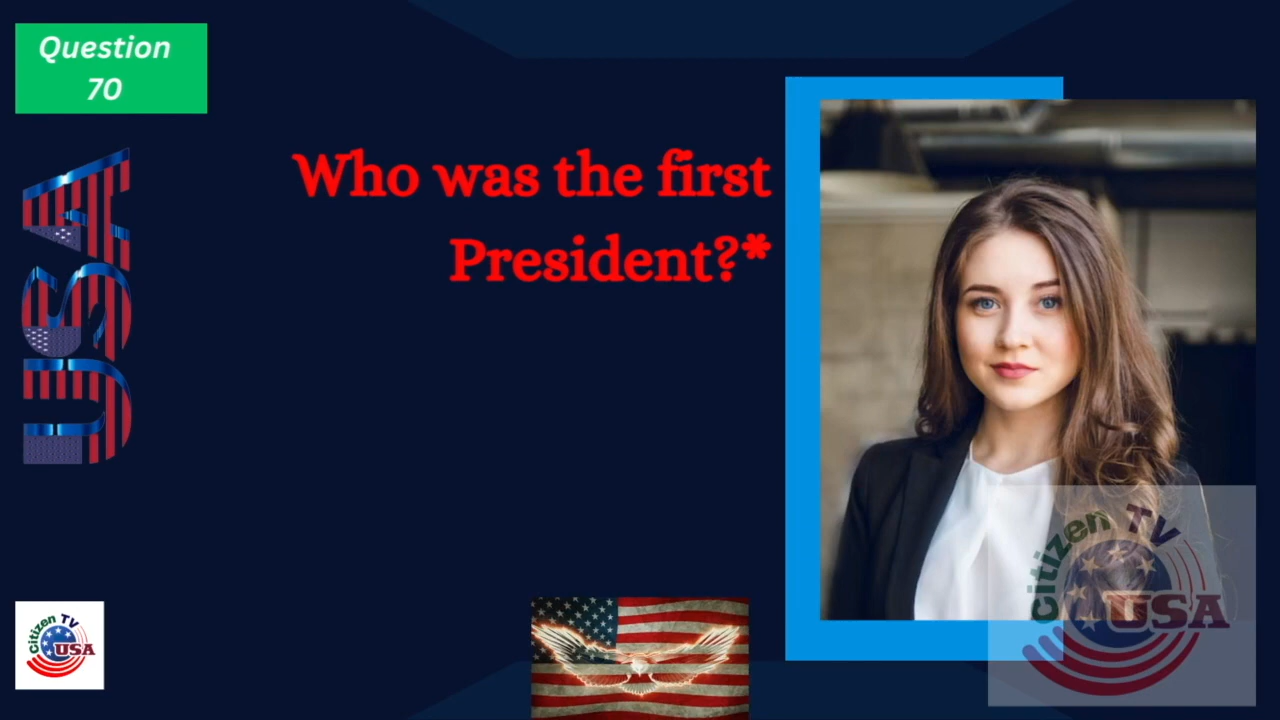 Question
70
USA
Who was the first
President?*
Citizen TV
USA
Citizen TV
USA